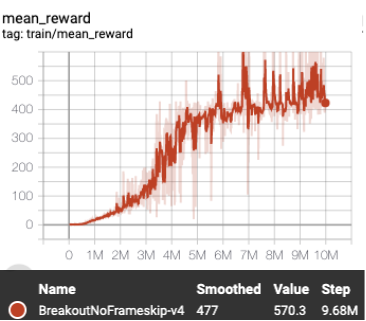 mean_reward
tag: train/mean_reward
500
400
300
200
100
0
0 1M 2M 3M 4M 5M 6M 7M 8M 9M 10M
Name Smoothed Value Step
BreakoutNoFrameskip-v4 477 570.3 9.68M